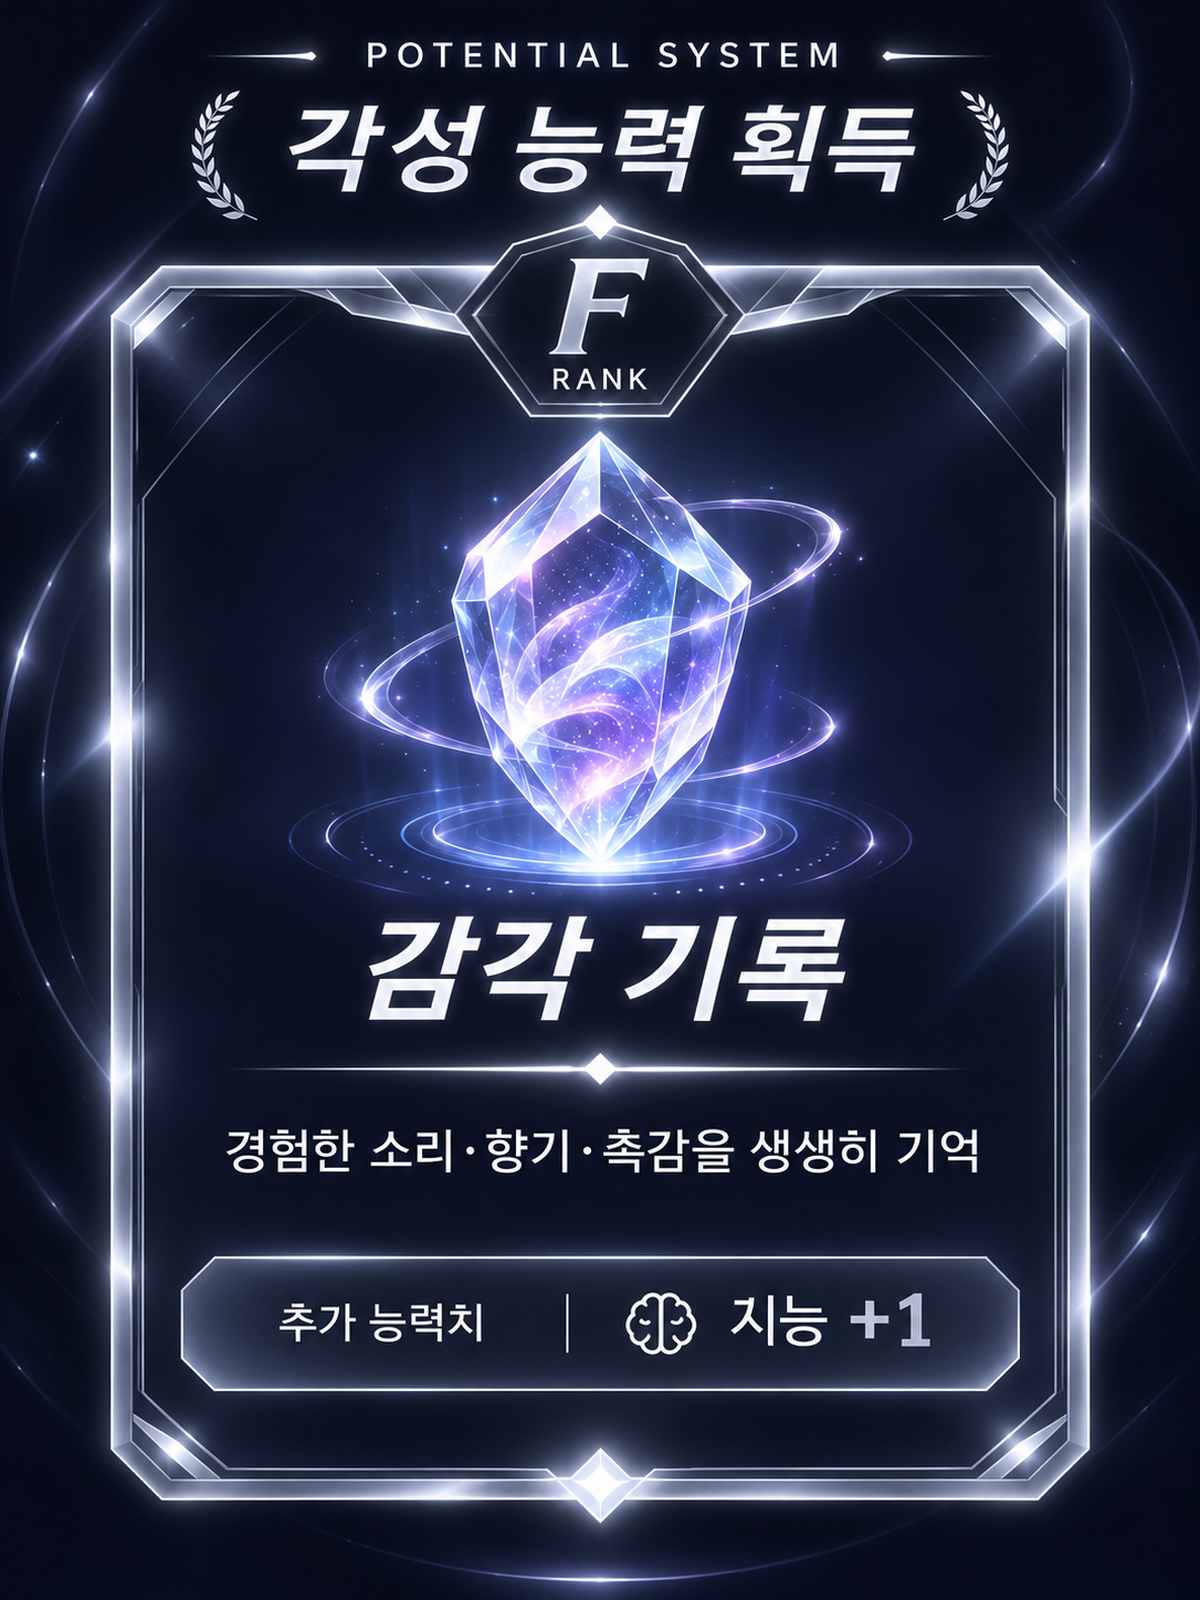 POTENTIAL SYSTEM
각성 능력 획득
F
RANK
감각 기록
경험한 소리·향기·촉감을 생생히 기억
추가 능력치 | 지능 +1